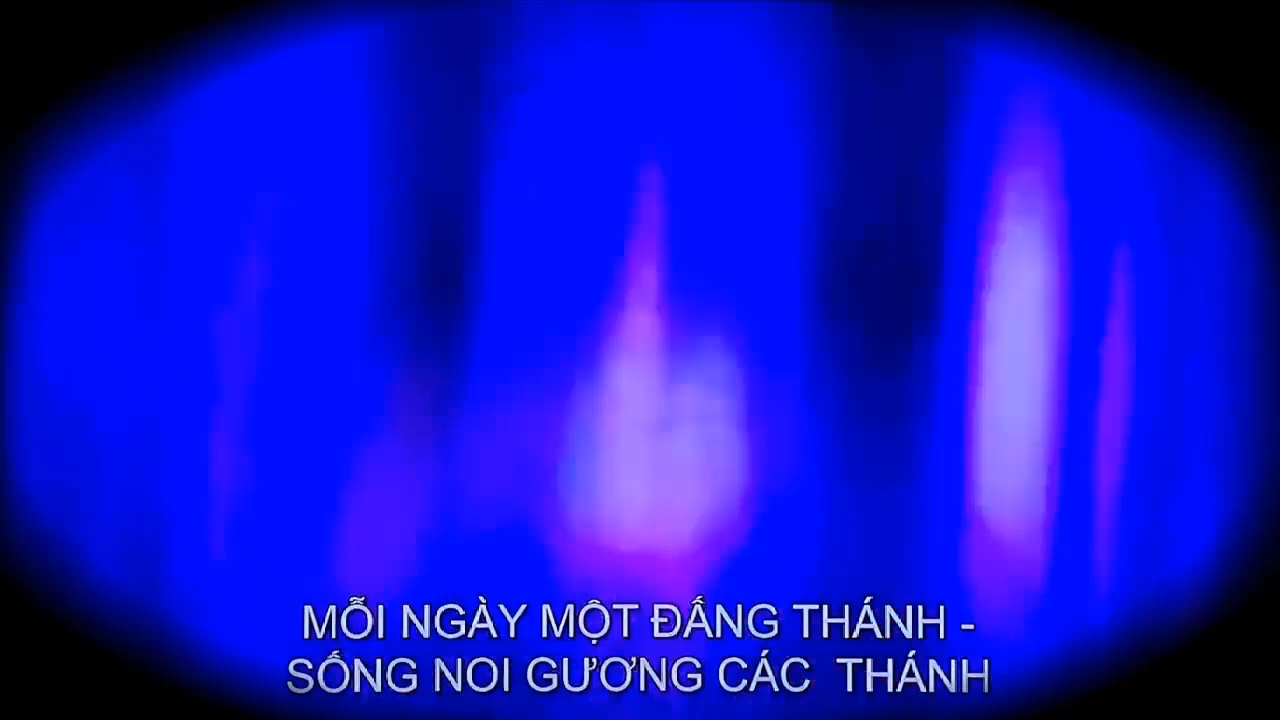 MỖI NGÀY MỘT ĐẤNG THÁNH -
SỐNG NOI GƯƠNG CÁC THÁNH